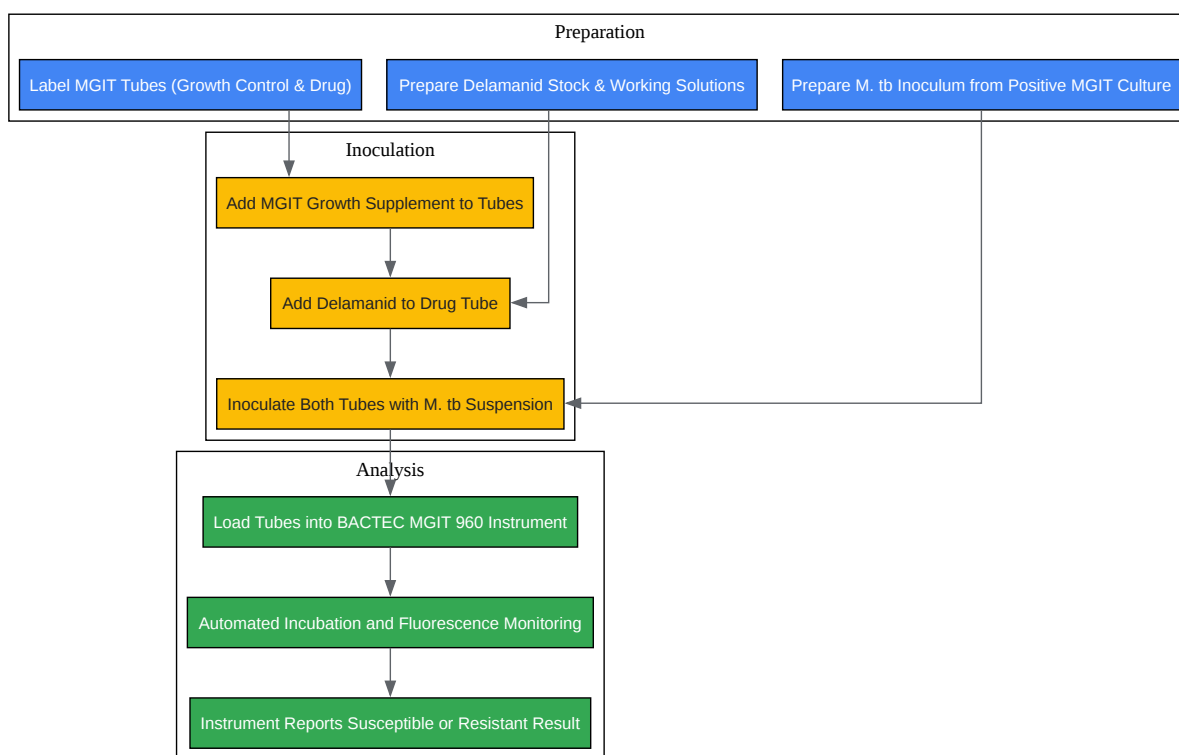 Preparation
Label MGIT Tubes (Growth Control & Drug)
Prepare Delamanid Stock & Working Solutions
Prepare M. tb Inoculum from Positive MGIT Culture
Inoculation
Add MGIT Growth Supplement to Tubes
Add Delamanid to Drug Tube
Inoculate Both Tubes with M. tb Suspension
Analysis
Load Tubes into BACTEC MGIT 960 Instrument
Automated Incubation and Fluorescence Monitoring
Instrument Reports Susceptible or Resistant Result